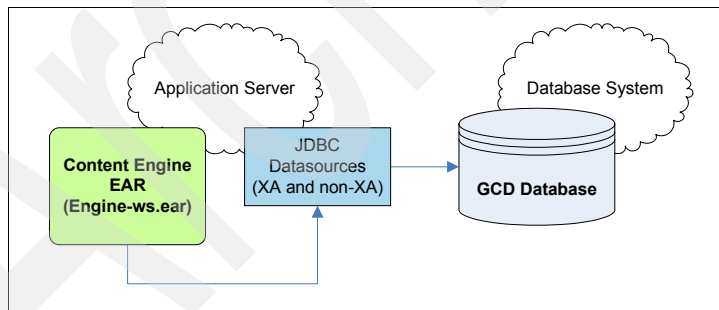 Application Server
Database System
Content Engine
EAR
(Engine-ws.ear)
JDBC
Datasources
(XA and non-XA)
GCD Database